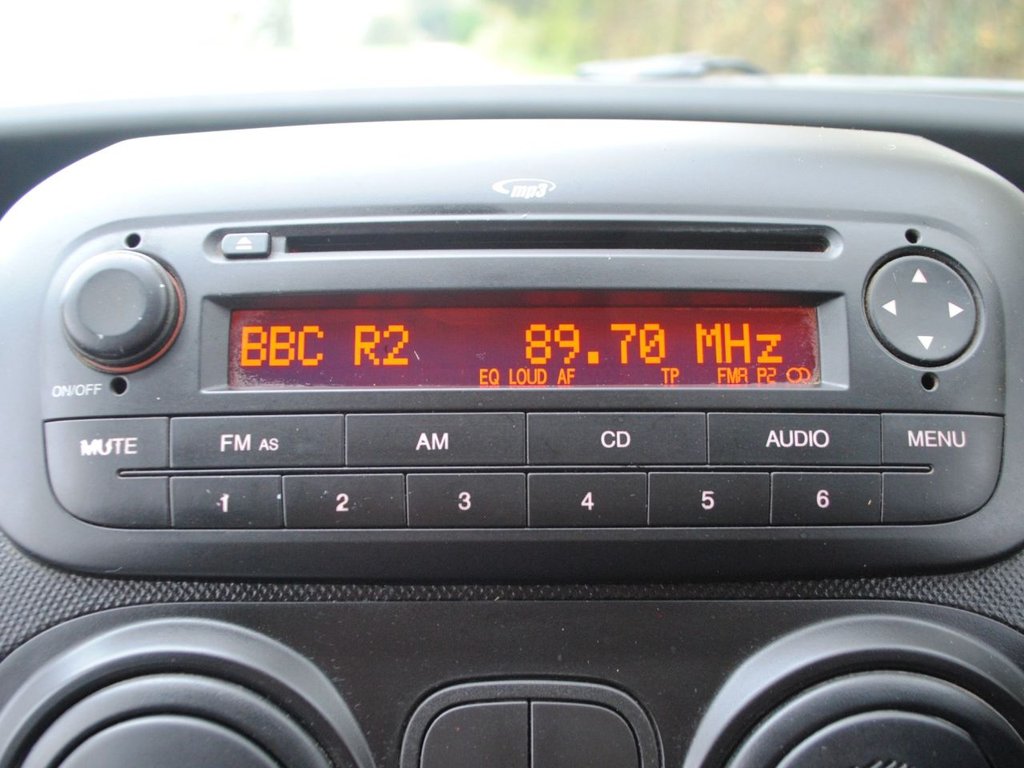 mp3
BBC R2 89.70 MHz
EQ LOUD AF TP FMR P2
ON/OFF
MUTE FM AS AM CD AUDIO MENU
1 2 3 4 5 6